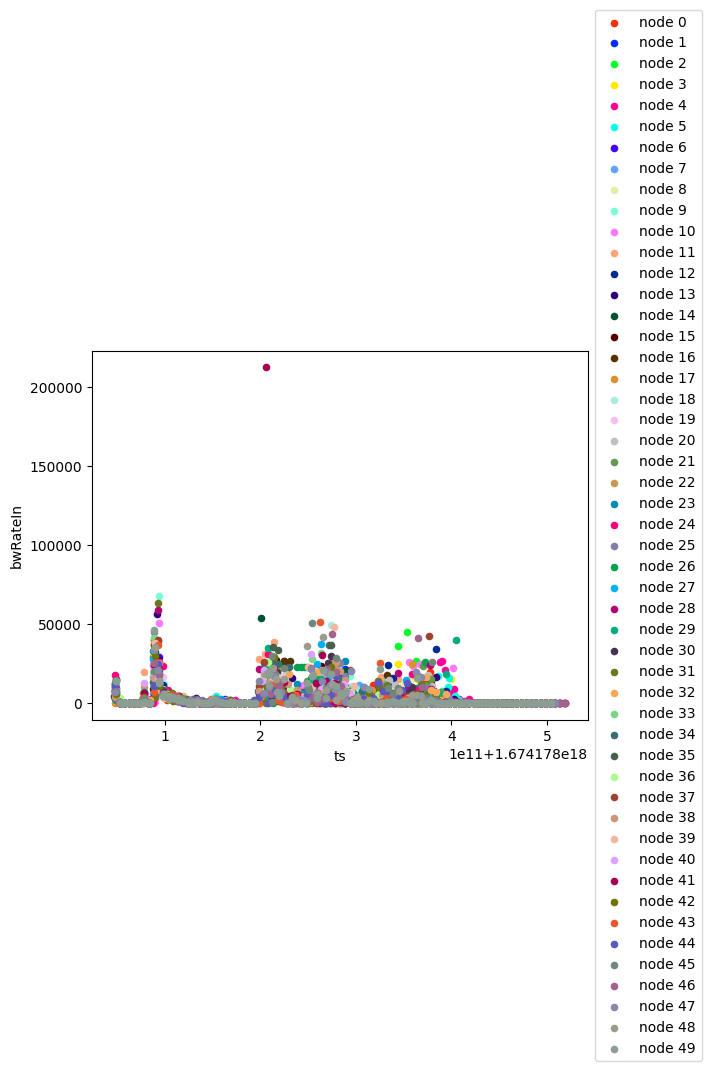 node 0
node 1
node 2
node 3
node 4
node 5
node 6
node 7
node 8
node 9
node 10
node 11
node 12
node 13
node 14
node 15
node 16
node 17
node 18
node 19
node 20
node 21
node 22
node 23
node 24
node 25
node 26
node 27
node 28
node 29
node 30
node 31
node 32
node 33
node 34
node 35
node 36
node 37
node 38
node 39
node 40
node 41
node 42
node 43
node 44
node 45
node 46
node 47
node 48
node 49
200000
150000
100000
50000
0
bwRateIn
1 2 3 4 5
1e11+1.674178e18
ts